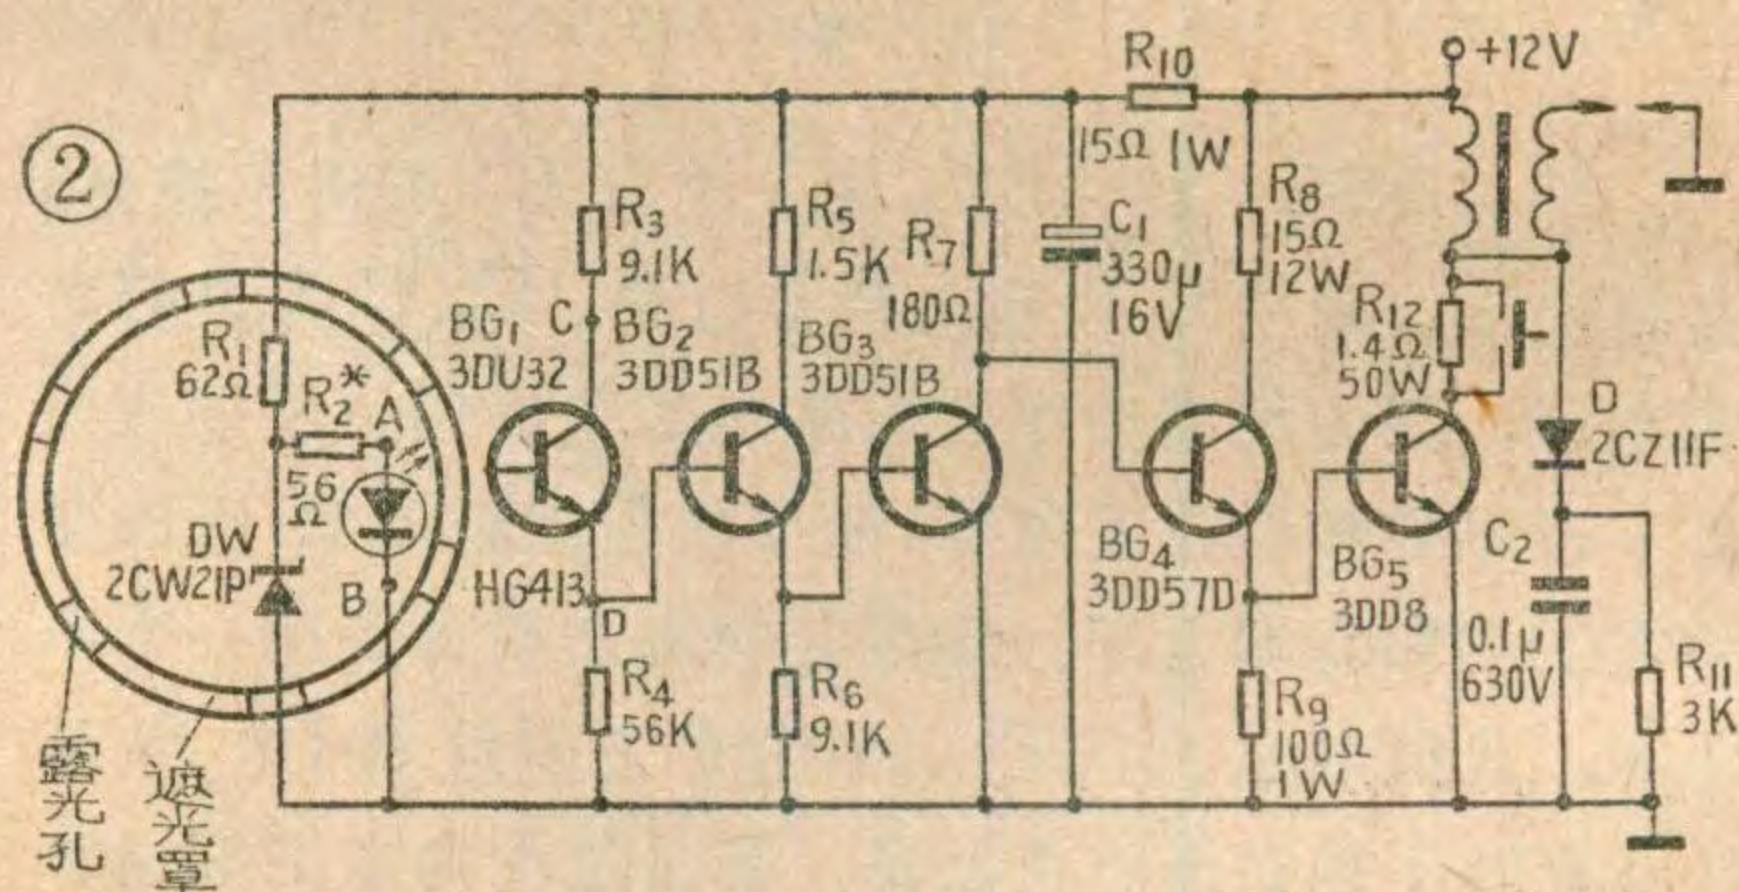 ②
R₁₀
+12V
15Ω 1W
R₃
9.1K
R₅
1.5K
R₇
180Ω
C₁
330μ
16V
R₈
15Ω
12W
R₁₂
1.4Ω
50W
R₁
62Ω
R₂*
56
Ω
A
B
DW
2CW21P
BG₁
3DU32
C
BG₂
3DD51B
BG₃
3DD51B
HG413
D
R₄
56K
R₆
9.1K
BG₄
3DD57D
R₉
100Ω
1W
BG₅
3DD8
D
2CZ11F
C₂
0.1μ
630V
R₁₁
3K
露光孔
遮光罩